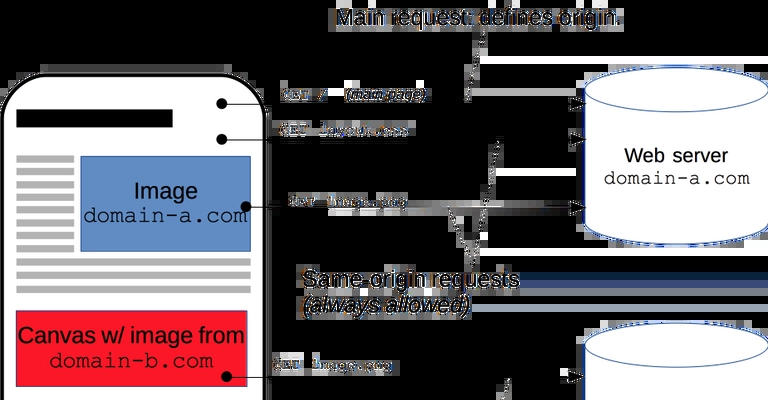 Main request: defines origin.
GET / (main page)
GET layout.css
Image
domain-a.com
GET image.png
Web server
domain-a.com
Same-origin requests
(always allowed)
Canvas w/ image from
domain-b.com
GET image.png